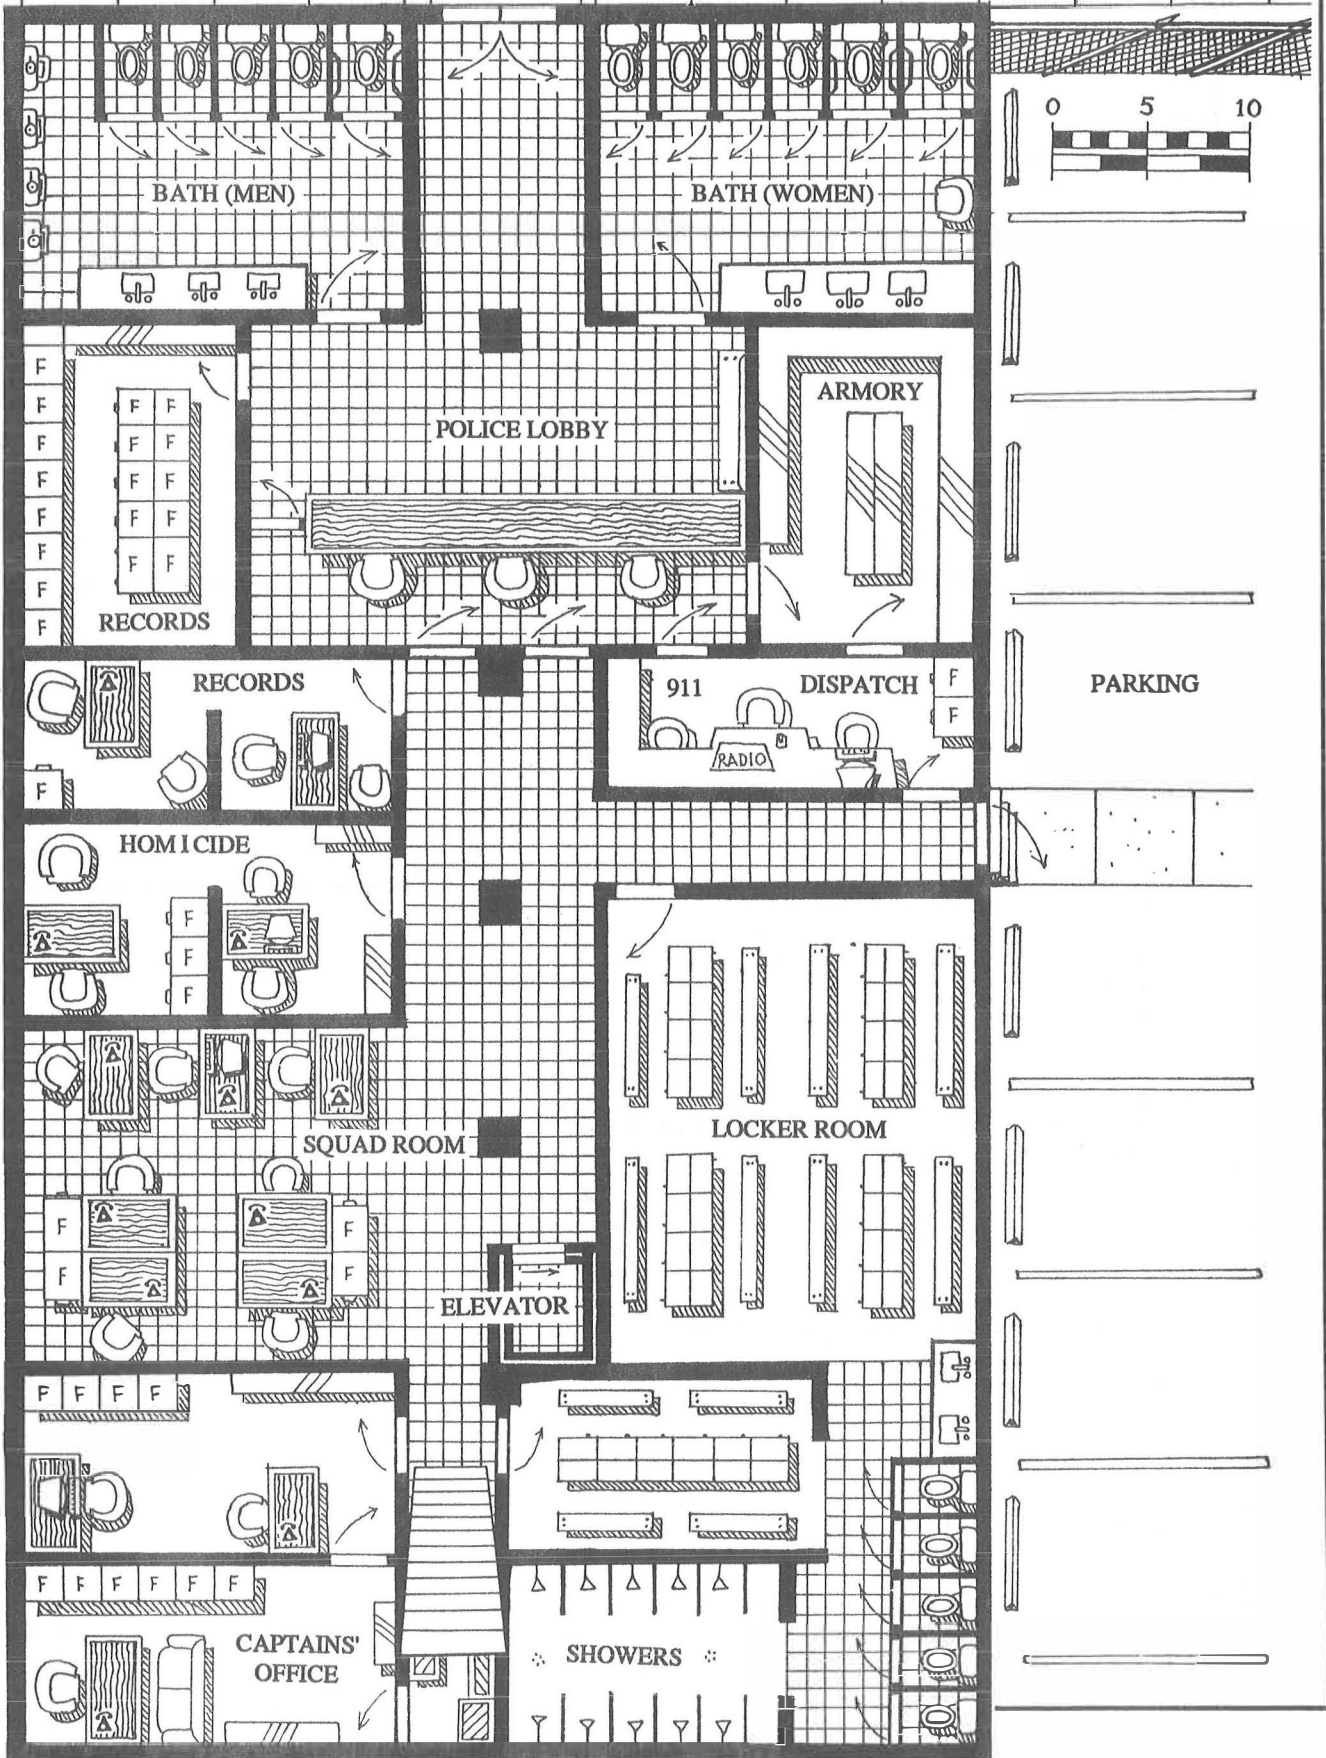 0 5 10
BATH (MEN)
BATH (WOMEN)
F
F
F
F
F
F
F
F
F F
F F
F F
F F
F F
RECORDS
POLICE LOBBY
ARMORY
RECORDS
F
911
DISPATCH
F
F
RADIO
PARKING
HOMICIDE
F
F
F
SQUAD ROOM
LOCKER ROOM
F
F
F
F
ELEVATOR
F F F F
F F F F F F
CAPTAINS'
OFFICE
SHOWERS